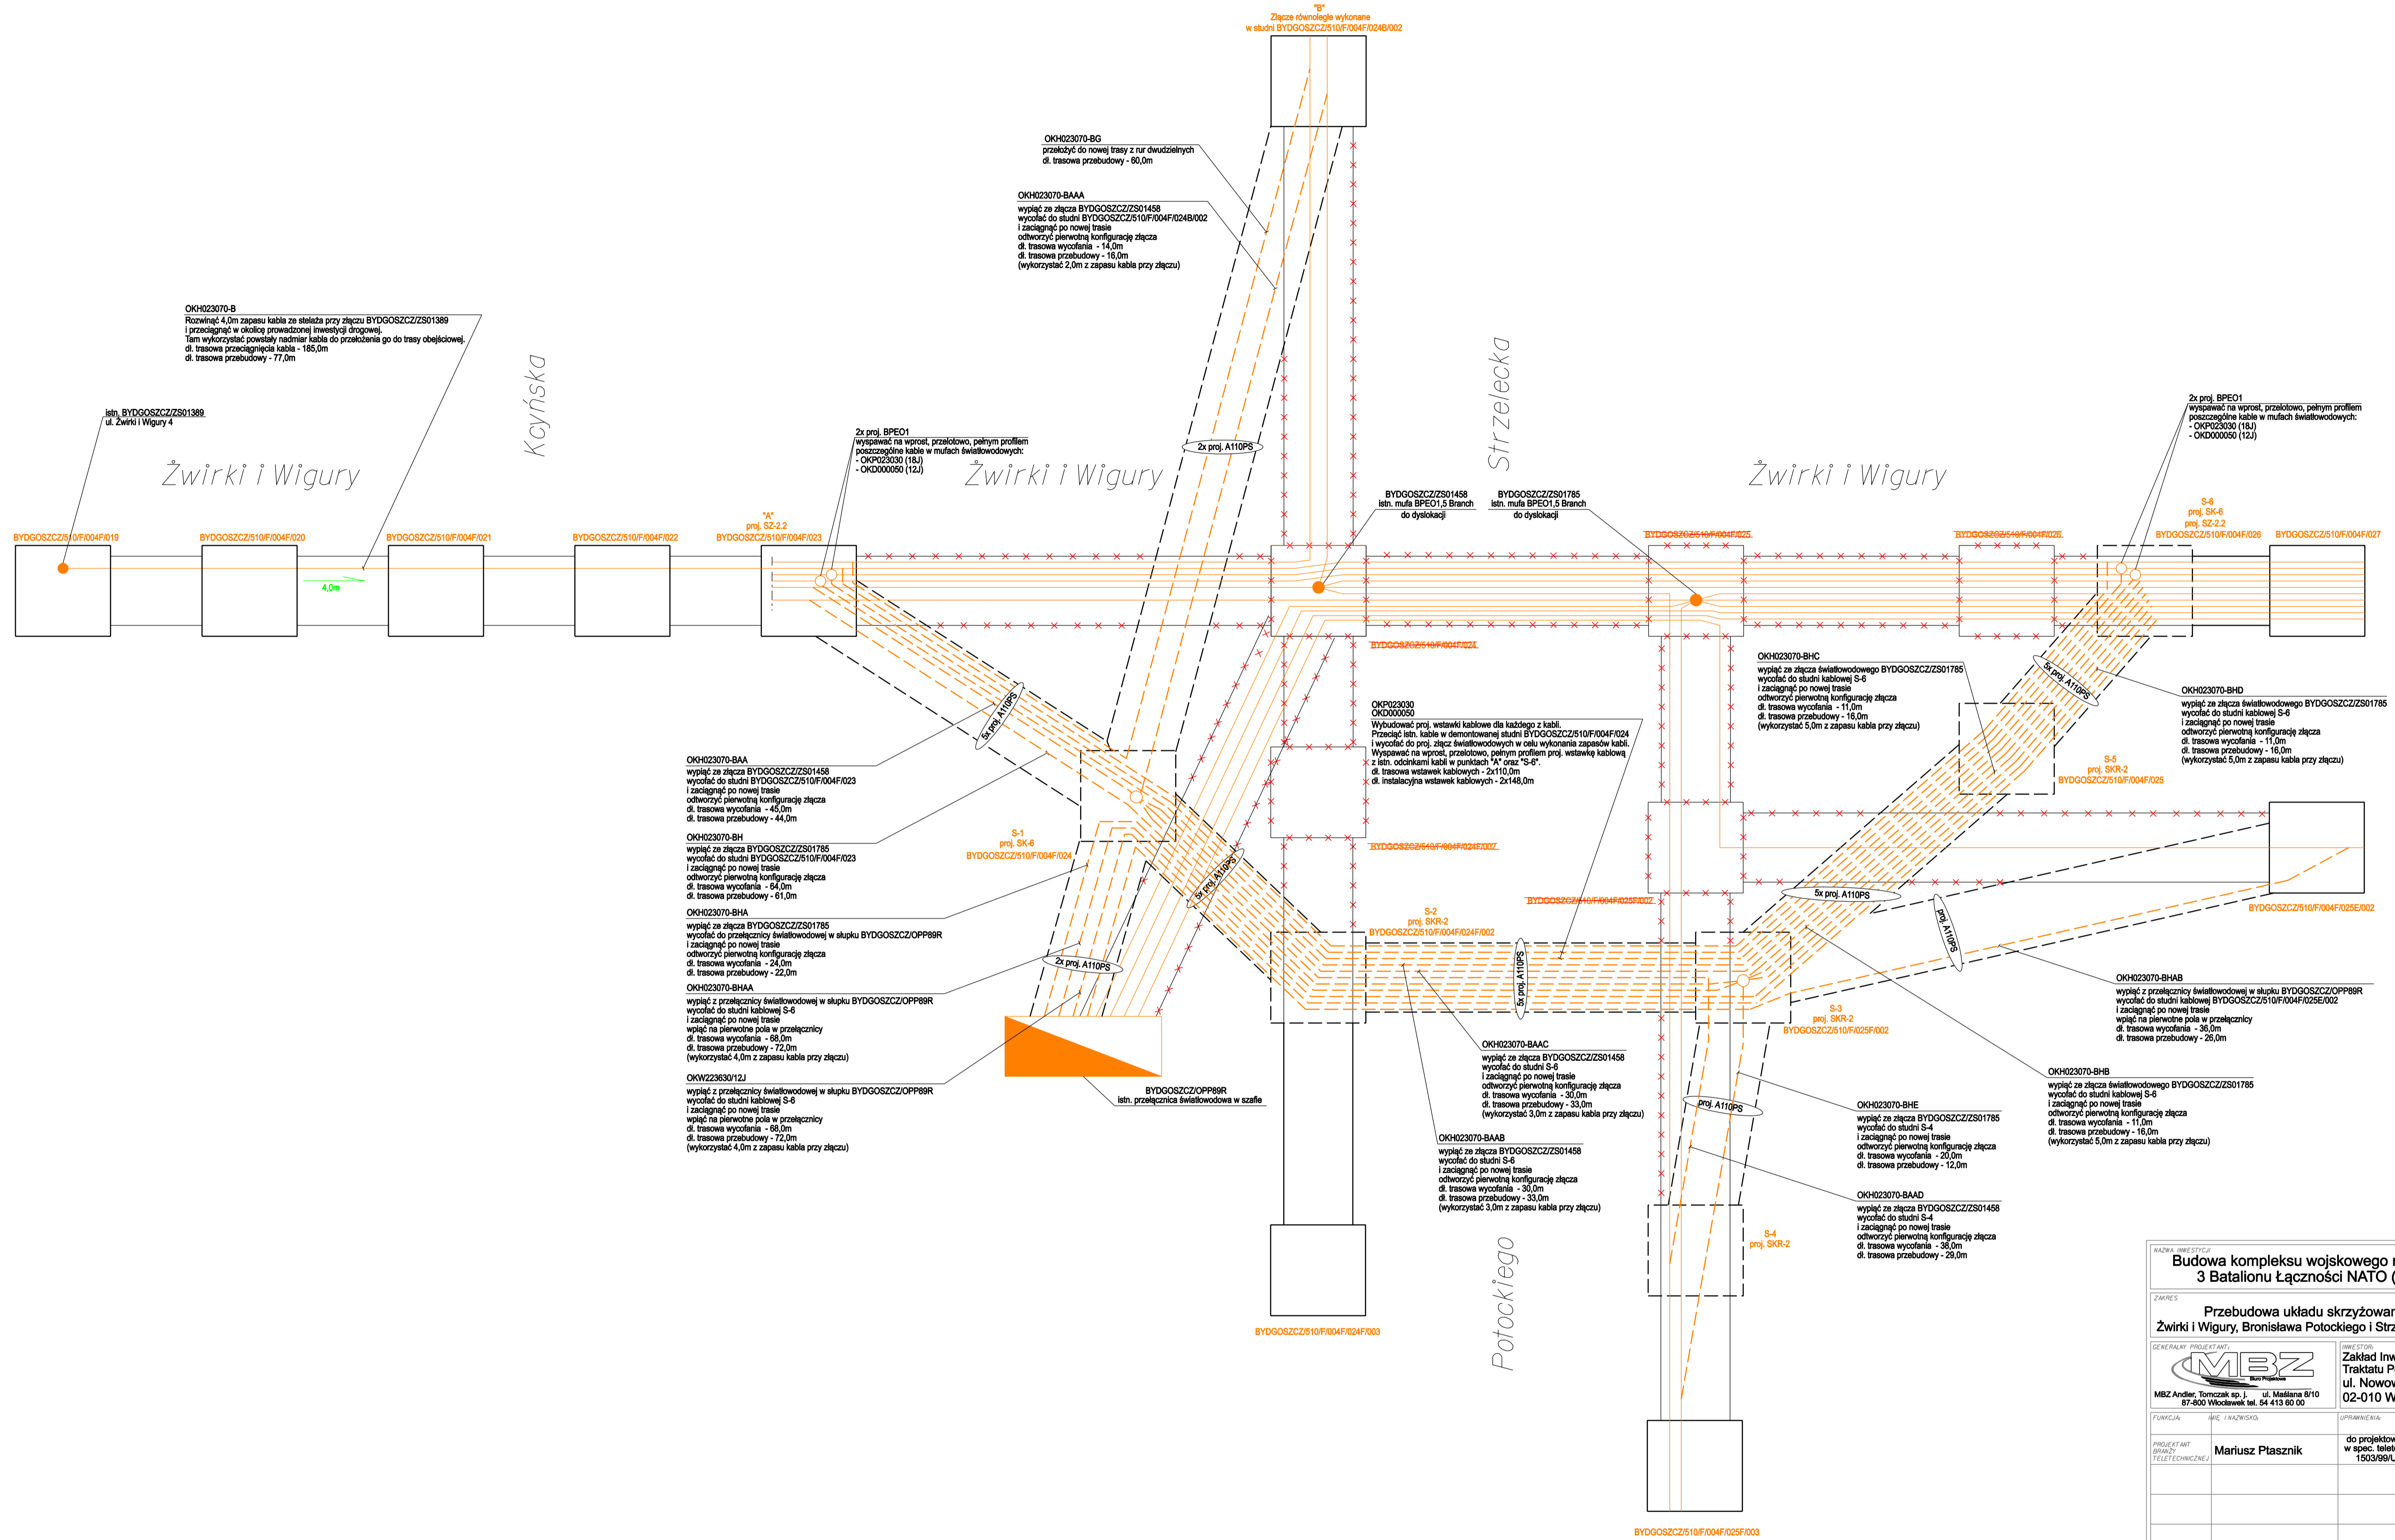 "B"
Złącze równoległe wykonane
w studni BYDGOSZCZ/510/F/004F/024B/002
OKH023070-BG
przełożyć do nowej trasy z rur dwudzielnych
dł. trasowa przebudowy - 60,0m
OKH023070-BAAA
wypiąć ze złącza BYDGOSZCZ/ZS01458
wycofać do studni BYDGOSZCZ/510/F/004F/024B/002
i zaciągnąć po nowej trasie
odtworzyć pierwotną konfigurację złącza
dł. trasowa wycofania - 14,0m
dł. trasowa przebudowy - 16,0m
(wykorzystać 2,0m z zapasu kabla przy złączu)
OKH023070-B
Rozwinąć 4,0m zapasu kabla ze stelaża przy złączu BYDGOSZCZ/ZS01389
i przeciągnąć w okolicę prowadzonej inwestycji drogowej.
Tam wykorzystać powstały nadmiar kabla do przełożenia go do trasy obejściowej.
dł. trasowa przeciągnięcia kabla - 185,0m
dł. trasowa przebudowy - 77,0m
istn. BYDGOSZCZ/ZS01389
ul. Żwirki i Wigury 4
Kcyńska
Strzelecka
Żwirki i Wigury
Żwirki i Wigury
Żwirki i Wigury
2x proj. BPEO1
wyspawać na wprost, przelotowo, pełnym profilem
poszczególne kable w mufach światłowodowych:
- OKP023030 (18J)
- OKD000050 (12J)
2x proj. A110PS
2x proj. BPEO1
wyspawać na wprost, przelotowo, pełnym profilem
poszczególne kable w mufach światłowodowych:
- OKP023030 (18J)
- OKD000050 (12J)
BYDGOSZCZ/ZS01458
istn. mufa BPEO1,5 Branch
do dyslokacji
BYDGOSZCZ/ZS01785
istn. mufa BPEO1,5 Branch
do dyslokacji
BYDGOSZCZ/510/F/004F/019
BYDGOSZCZ/510/F/004F/020
BYDGOSZCZ/510/F/004F/021
BYDGOSZCZ/510/F/004F/022
"A"
proj. SZ-2.2
BYDGOSZCZ/510/F/004F/023
BYDGOSZCZ/510/F/004F/025
BYDGOSZCZ/510/F/004F/026
S-6
proj. SK-6
proj. SZ-2.2
BYDGOSZCZ/510/F/004F/026
BYDGOSZCZ/510/F/004F/027
4,0m
BYDGOSZCZ/510/F/004F/024
5x proj. A110PS
5x proj. A110PS
OKH023070-BHC
wypiąć ze złącza światłowodowego BYDGOSZCZ/ZS01785
wycofać do studni kablowej S-6
i zaciągnąć po nowej trasie
odtworzyć pierwotną konfigurację złącza
dł. trasowa wycofania - 11,0m
dł. trasowa przebudowy - 16,0m
(wykorzystać 5,0m z zapasu kabla przy złączu)
OKH023070-BHD
wypiąć ze złącza światłowodowego BYDGOSZCZ/ZS01785
wycofać do studni kablowej S-6
i zaciągnąć po nowej trasie
odtworzyć pierwotną konfigurację złącza
dł. trasowa wycofania - 11,0m
dł. trasowa przebudowy - 16,0m
(wykorzystać 5,0m z zapasu kabla przy złączu)
OKP023030
OKD000050
Wybudować proj. wstawki kablowe dla każdego z kabli.
Przeciąć istn. kable w demontowanej studni BYDGOSZCZ/510/F/004F/024
i wycofać do proj. złącz światłowodowych w celu wykonania zapasów kabli.
Wyspawać na wprost, przelotowo, pełnym profilem proj. wstawkę kablową
z istn. odcinkami kabli w punktach "A" oraz "S-6".
dł. trasowa wstawek kablowych - 2x110,0m
dł. instalacyjna wstawek kablowych - 2x148,0m
S-5
proj. SKR-2
BYDGOSZCZ/510/F/004F/025
OKH023070-BAA
wypiąć ze złącza BYDGOSZCZ/ZS01458
wycofać do studni BYDGOSZCZ/510/F/004F/023
i zaciągnąć po nowej trasie
odtworzyć pierwotną konfigurację złącza
dł. trasowa wycofania - 45,0m
dł. trasowa przebudowy - 44,0m
OKH023070-BH
wypiąć ze złącza BYDGOSZCZ/ZS01785
wycofać do studni BYDGOSZCZ/510/F/004F/023
i zaciągnąć po nowej trasie
odtworzyć pierwotną konfigurację złącza
dł. trasowa wycofania - 64,0m
dł. trasowa przebudowy - 61,0m
S-1
proj. SK-6
BYDGOSZCZ/510/F/004F/024
BYDGOSZCZ/510/F/004F/024F/002
5x proj. A110PS
5x proj. A110PS
proj. A110PS
BYDGOSZCZ/510/F/004F/025F/002
BYDGOSZCZ/510/F/004F/025E/002
OKH023070-BHA
wypiąć ze złącza BYDGOSZCZ/ZS01785
wycofać do przełącznicy światłowodowej w słupku BYDGOSZCZ/OPP89R
i zaciągnąć po nowej trasie
odtworzyć pierwotną konfigurację złącza
dł. trasowa wycofania - 24,0m
dł. trasowa przebudowy - 22,0m
S-2
proj. SKR-2
BYDGOSZCZ/510/F/004F/024F/002
2x proj. A110PS
5x proj. A110PS
OKH023070-BHAA
wypiąć z przełącznicy światłowodowej w słupku BYDGOSZCZ/OPP89R
wycofać do studni kablowej S-6
i zaciągnąć po nowej trasie
wpiąć na pierwotne pola w przełącznicy
dł. trasowa wycofania - 68,0m
dł. trasowa przebudowy - 72,0m
(wykorzystać 4,0m z zapasu kabla przy złączu)
S-3
proj. SKR-2
BYDGOSZCZ/510/F/025F/002
OKH023070-BHAB
wypiąć z przełącznicy światłowodowej w słupku BYDGOSZCZ/OPP89R
wycofać do studni kablowej BYDGOSZCZ/510/F/004F/025E/002
i zaciągnąć po nowej trasie
wpiąć na pierwotne pola w przełącznicy
dł. trasowa wycofania - 36,0m
dł. trasowa przebudowy - 26,0m
OKW223630/12J
wypiąć z przełącznicy światłowodowej w słupku BYDGOSZCZ/OPP89R
wycofać do studni kablowej S-6
i zaciągnąć po nowej trasie
wpiąć na pierwotne pola w przełącznicy
dł. trasowa wycofania - 68,0m
dł. trasowa przebudowy - 72,0m
(wykorzystać 4,0m z zapasu kabla przy złączu)
BYDGOSZCZ/OPP89R
istn. przełącznica światłowodowa w szafie
OKH023070-BAAC
wypiąć ze złącza BYDGOSZCZ/ZS01458
wycofać do studni S-6
i zaciągnąć po nowej trasie
odtworzyć pierwotną konfigurację złącza
dł. trasowa wycofania - 30,0m
dł. trasowa przebudowy - 33,0m
(wykorzystać 3,0m z zapasu kabla przy złączu)
OKH023070-BAAB
wypiąć ze złącza BYDGOSZCZ/ZS01458
wycofać do studni S-6
i zaciągnąć po nowej trasie
odtworzyć pierwotną konfigurację złącza
dł. trasowa wycofania - 30,0m
dł. trasowa przebudowy - 33,0m
(wykorzystać 3,0m z zapasu kabla przy złączu)
proj. A110PS
OKH023070-BHB
wypiąć ze złącza światłowodowego BYDGOSZCZ/ZS01785
wycofać do studni kablowej S-6
i zaciągnąć po nowej trasie
odtworzyć pierwotną konfigurację złącza
dł. trasowa wycofania - 11,0m
dł. trasowa przebudowy - 16,0m
(wykorzystać 5,0m z zapasu kabla przy złączu)
OKH023070-BHE
wypiąć ze złącza BYDGOSZCZ/ZS01785
wycofać do studni S-4
i zaciągnąć po nowej trasie
odtworzyć pierwotną konfigurację złącza
dł. trasowa wycofania - 20,0m
dł. trasowa przebudowy - 12,0m
OKH023070-BAAD
wypiąć ze złącza BYDGOSZCZ/ZS01458
wycofać do studni S-4
i zaciągnąć po nowej trasie
odtworzyć pierwotną konfigurację złącza
dł. trasowa wycofania - 38,0m
dł. trasowa przebudowy - 29,0m
S-4
proj. SKR-2
Potockiego
BYDGOSZCZ/510/F/004F/024F/003
BYDGOSZCZ/510/F/004F/025F/003
NAZWA INWESTYCJI
Budowa kompleksu wojskowego
3 Batalionu Łączności NATO (
ZAKRES
Przebudowa układu skrzyżowa
Żwirki i Wigury, Bronisława Potockiego i Strz
GENERALNY PROJEKTANT:
MBZ
Biuro Projektowe
MBZ Andler, Tomczak sp. j. ul. Maślana 8/10
87-800 Włocławek tel. 54 413 60 00
INWESTOR:
Zakład Inw
Traktatu P
ul. Nowow
02-010 W
FUNKCJA:
IMIĘ I NAZWISKO:
UPRAWNIENIA:
PROJEKTANT
BRANŻY
TELETECHNICZNEJ
Mariusz Ptasznik
do projektow
w spec. telet
1503/99/U